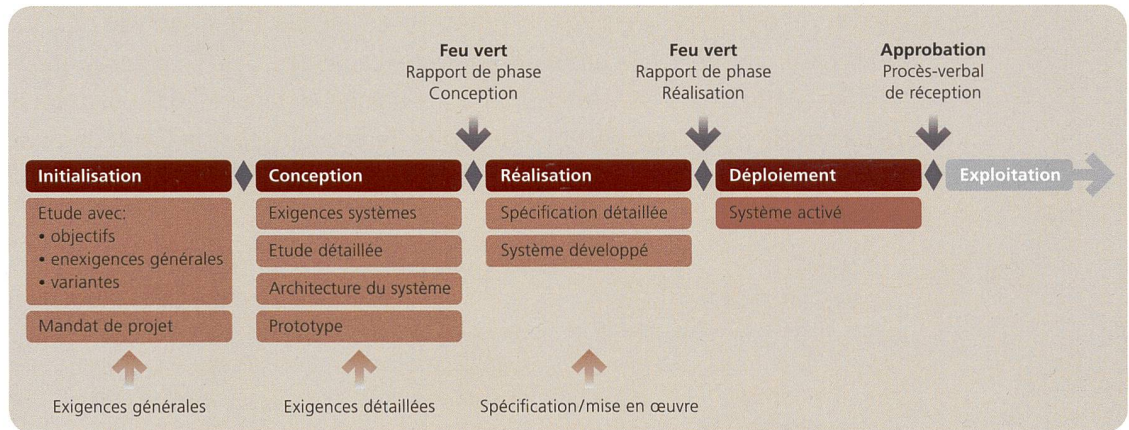 Feu vert
Rapport de phase
Conception
Feu vert
Rapport de phase
Réalisation
Approbation
Procès-verbal
de réception
Initialisation
Conception
Réalisation
Déploiement
Exploitation
Etude avec:
• objectifs
• enexigences générales
• variantes
Mandat de projet
Exigences systèmes
Etude détaillée
Architecture du système
Prototype
Spécification détaillée
Système développé
Système activé
Exigences générales
Exigences détaillées
Spécification/mise en œuvre